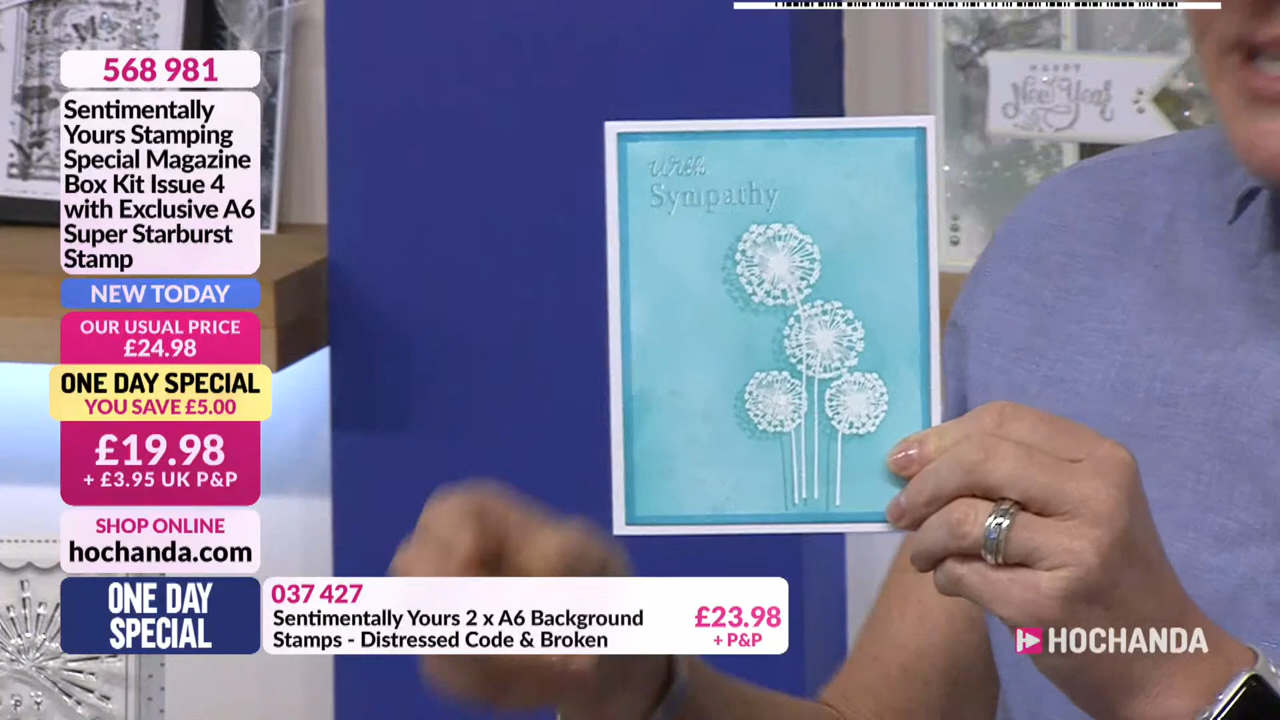 568 981
Sentimentally
Yours Stamping
Special Magazine
Box Kit Issue 4
with Exclusive A6
Super Starburst
Stamp
NEW TODAY
OUR USUAL PRICE
£24.98
ONE DAY SPECIAL
YOU SAVE £5.00
£19.98
+ £3.95 UK P&P
SHOP ONLINE
hochanda.com
ONE DAY
SPECIAL
037 427
Sentimentally Yours 2 x A6 Background
Stamps - Distressed Code & Broken
£23.98
+ P&P
With
Sympathy
HAPPY
New Year!
HOCHANDA